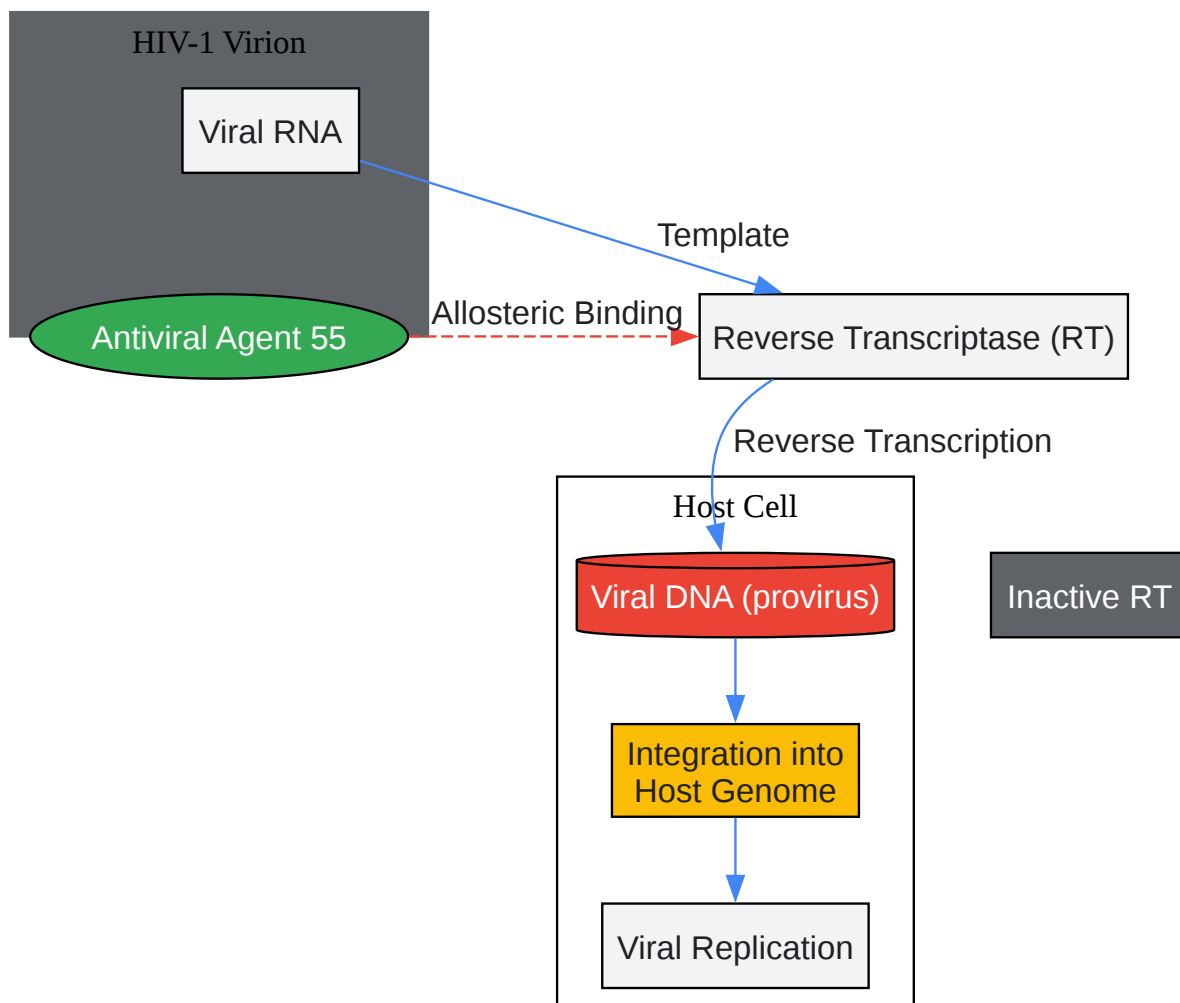 HIV-1 Virion
Viral RNA
Template
Allosteric Binding
Antiviral Agent 55
Reverse Transcriptase (RT)
Reverse Transcription
Host Cell
Viral DNA (provirus)
Inactive RT
Integration into
Host Genome
Viral Replication